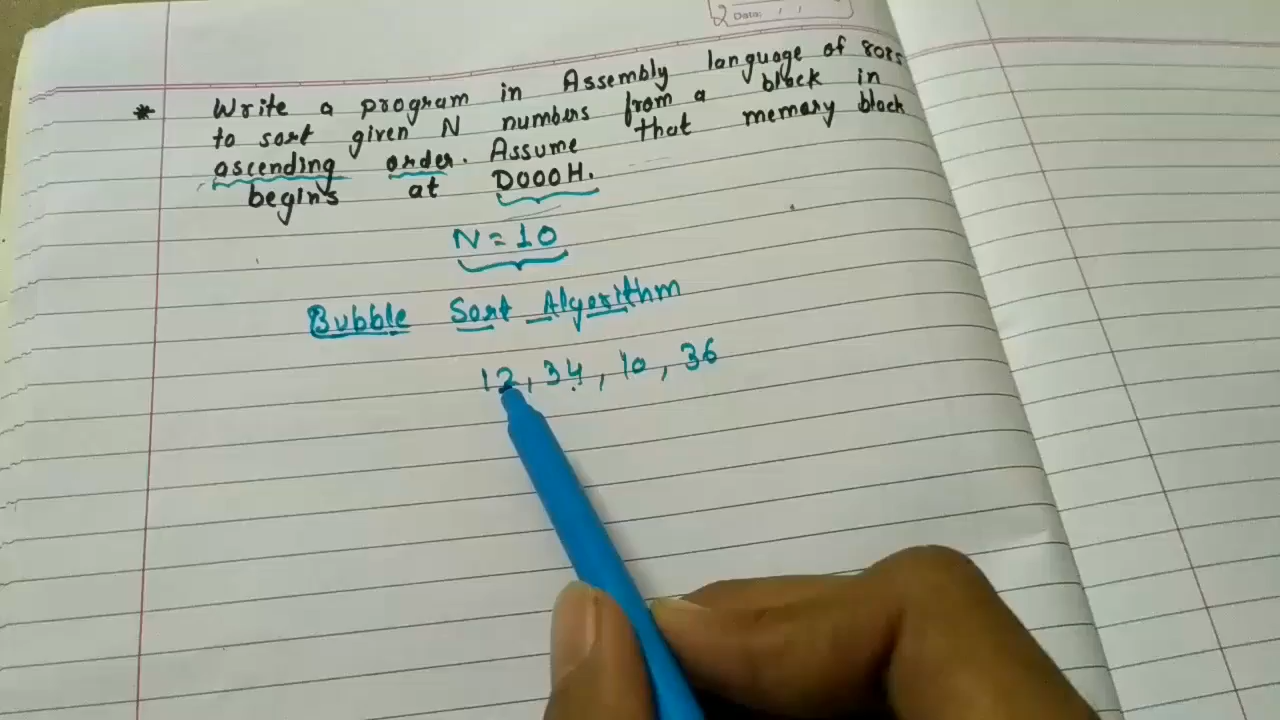 Date: / /
* Write a program in Assembly language of 8085
to sort given N numbers from a block in
ascending order. Assume that memory block
begins at D000H.
N=10
Bubble Sort Algorithm
12, 34, 10, 36